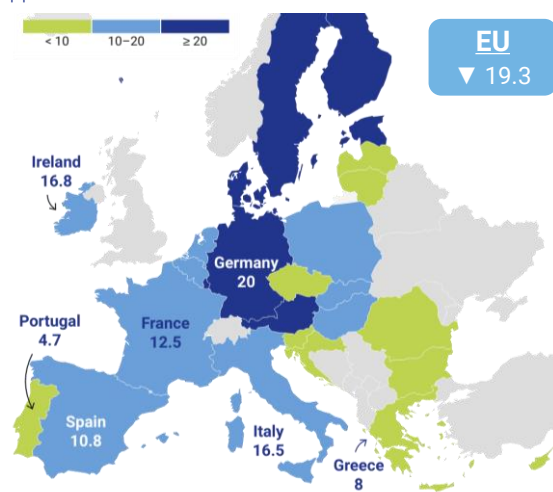 < 10
10–20
≥ 20
EU
▼ 19.3
Ireland
16.8
Germany
20
Portugal
4.7
France
12.5
Spain
10.8
Italy
16.5
Greece
8